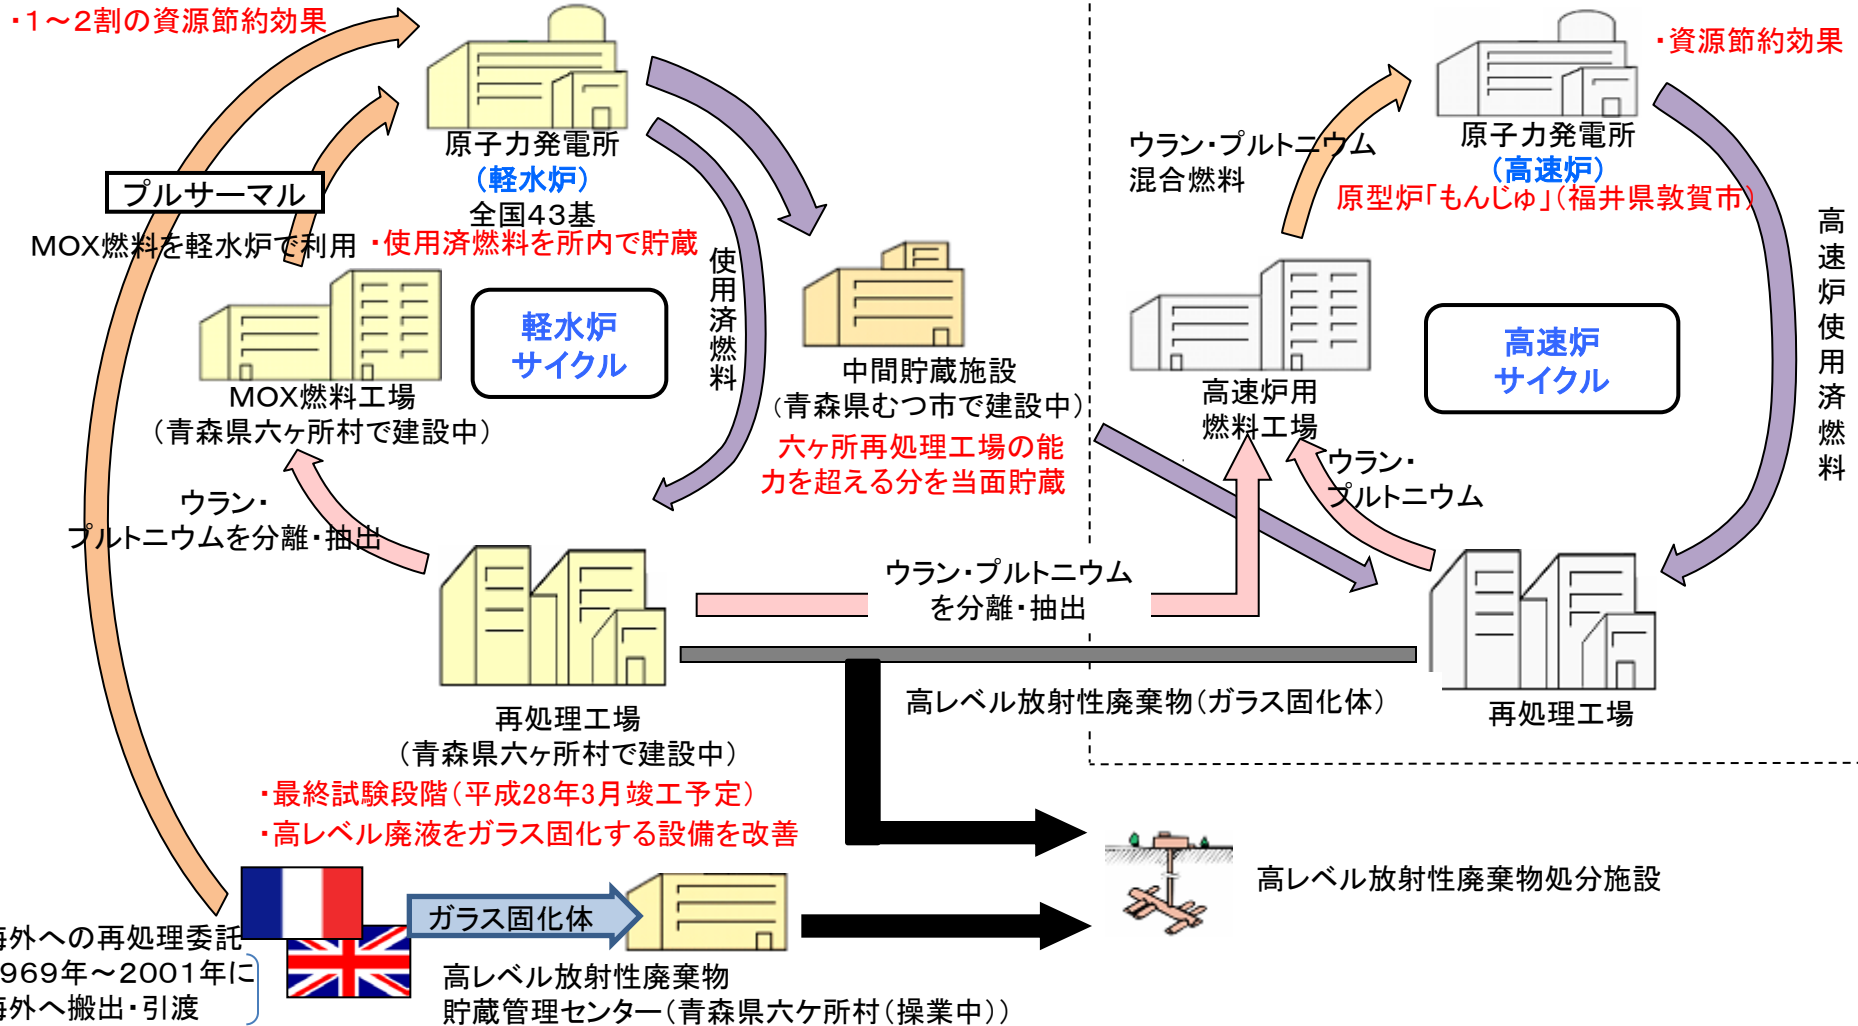 ・1～2割の資源節約効果
原子力発電所
（軽水炉）
全国43基
・使用済燃料を所内で貯蔵
プルサーマル
MOX燃料を軽水炉で利用
使用済燃料
軽水炉
サイクル
MOX燃料工場
（青森県六ヶ所村で建設中）
中間貯蔵施設
（青森県むつ市で建設中）
六ヶ所再処理工場の能
力を超える分を当面貯蔵
ウラン・
プルトニウムを分離・抽出
再処理工場
（青森県六ヶ所村で建設中）
・最終試験段階（平成28年3月竣工予定）
・高レベル廃液をガラス固化する設備を改善
ウラン・プルトニウム
を分離・抽出
高レベル放射性廃棄物（ガラス固化体）
・資源節約効果
原子力発電所
（高速炉）
原型炉「もんじゅ」（福井県敦賀市）
ウラン・プルトニウム
混合燃料
高速炉使用済燃料
高速炉
サイクル
高速炉用
燃料工場
ウラン・
プルトニウム
再処理工場
海外への再処理委託
969年～2001年に
海外へ搬出・引渡
ガラス固化体
高レベル放射性廃棄物
貯蔵管理センター（青森県六ケ所村（操業中））
高レベル放射性廃棄物処分施設